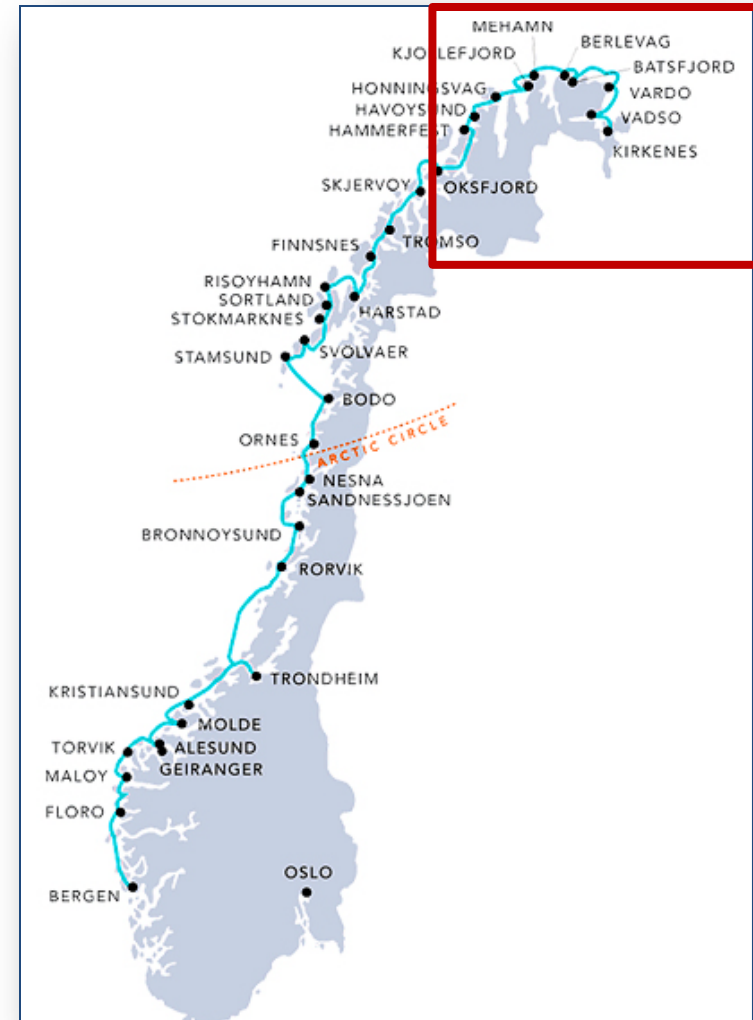 MEHAMN
BERLEVAG
KJOLLEFJORD
BATSFJORD
HONNINGSVAG
VARDO
HAVOYSUND
VADSO
HAMMERFEST
KIRKENES
SKJERVOY
OKSFJORD
FINNSNES
TROMSO
RISOYHAMN
SORTLAND
STOKMARKNES
HARSTAD
STAMSUND
SVOLVAER
BODO
ORNES
ARCTIC CIRCLE
NESNA
SANDNESSJOEN
BRONNOYSUND
RORVIK
TRONDHEIM
KRISTIANSUND
MOLDE
TORVIK
ALESUND
GEIRANGER
MALOY
FLORO
OSLO
BERGEN